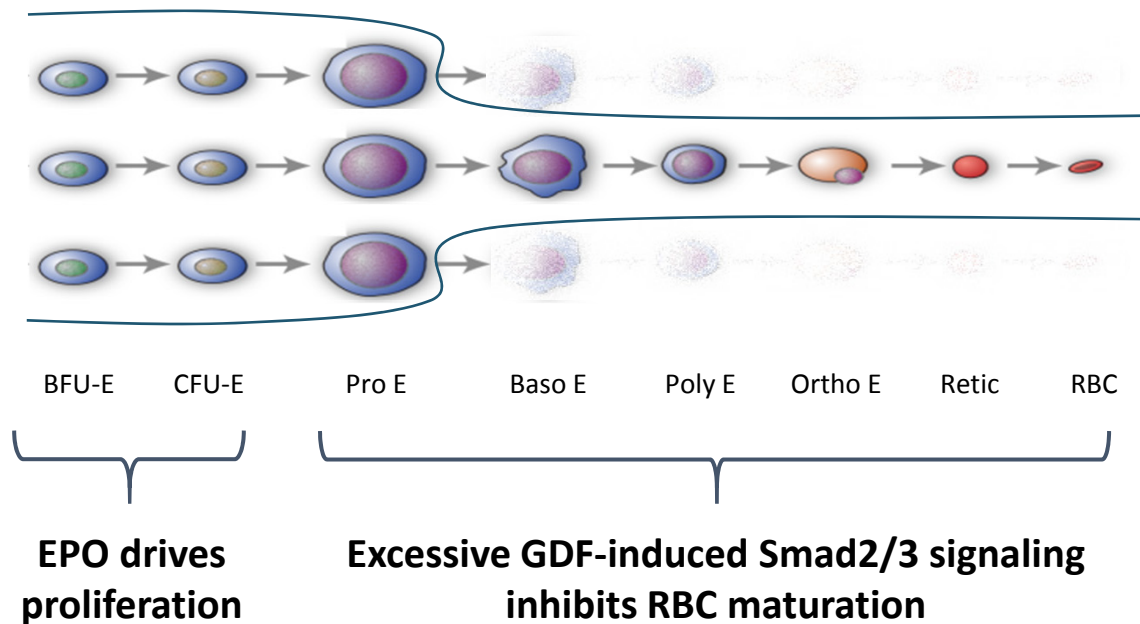 BFU-E CFU-E Pro E Baso E Poly E Ortho E Retic RBC
EPO drives
proliferation
Excessive GDF-induced Smad2/3 signaling
inhibits RBC maturation